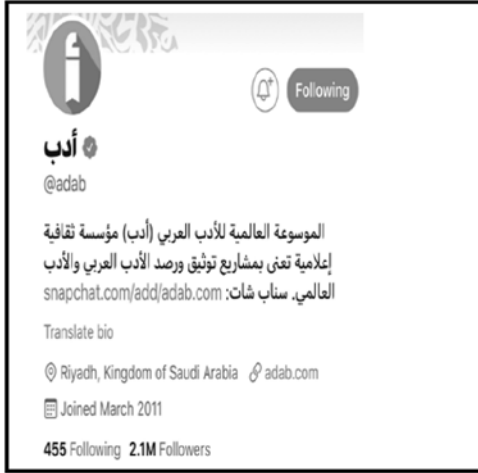 Following
أدب
@adab
الموسوعة العالمية للأدب العربي (أدب) مؤسسة ثقافية
إعلامية تعنى بمشاريع توثيق ورصد الأدب العربي والأدب
العالمي. سناب شات: snapchat.com/add/adab.com
Translate bio
Riyadh, Kingdom of Saudi Arabia adab.com
Joined March 2011
455 Following 2.1M Followers